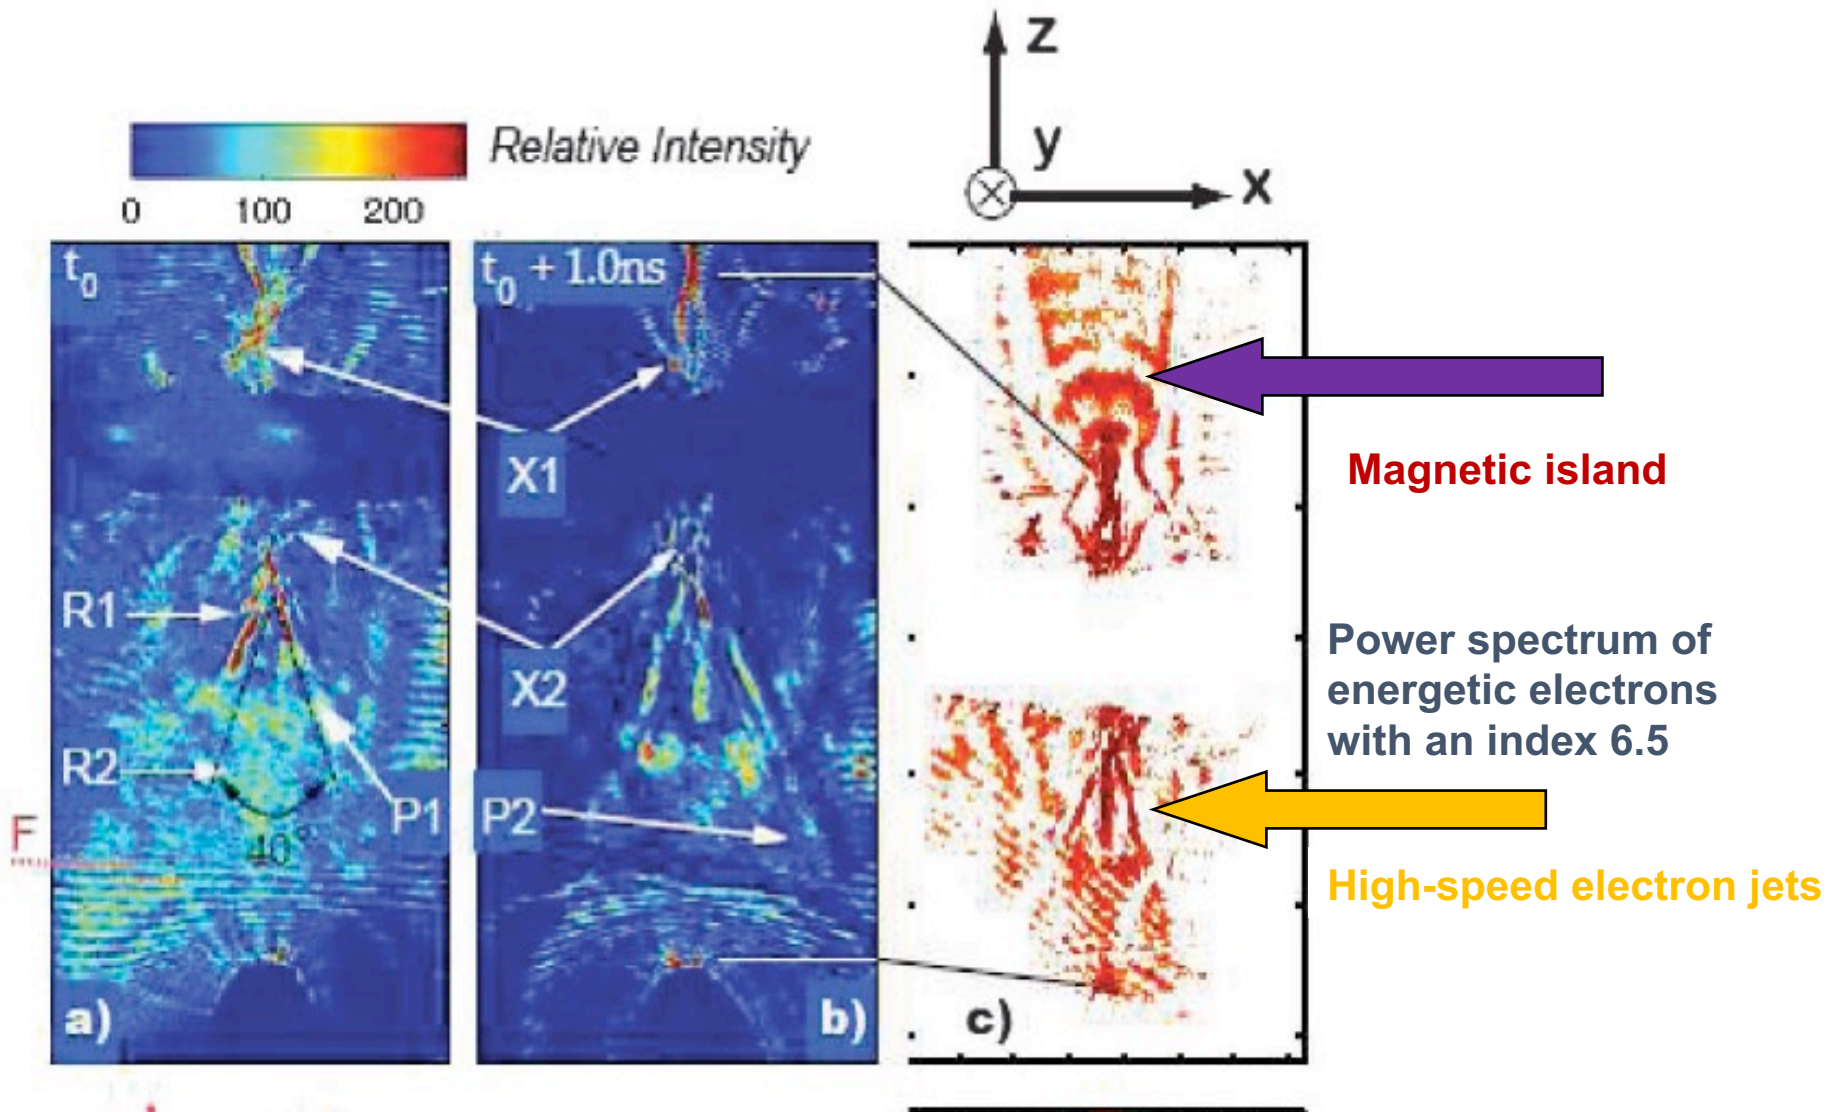 z
y
x
Relative Intensity
0 100 200
t0
t0 + 1.0ns
X1
Magnetic island
R1
Power spectrum of
energetic electrons
with an index 6.5
X2
R2
P1
P2
F
40°
High-speed electron jets
a)
b)
c)